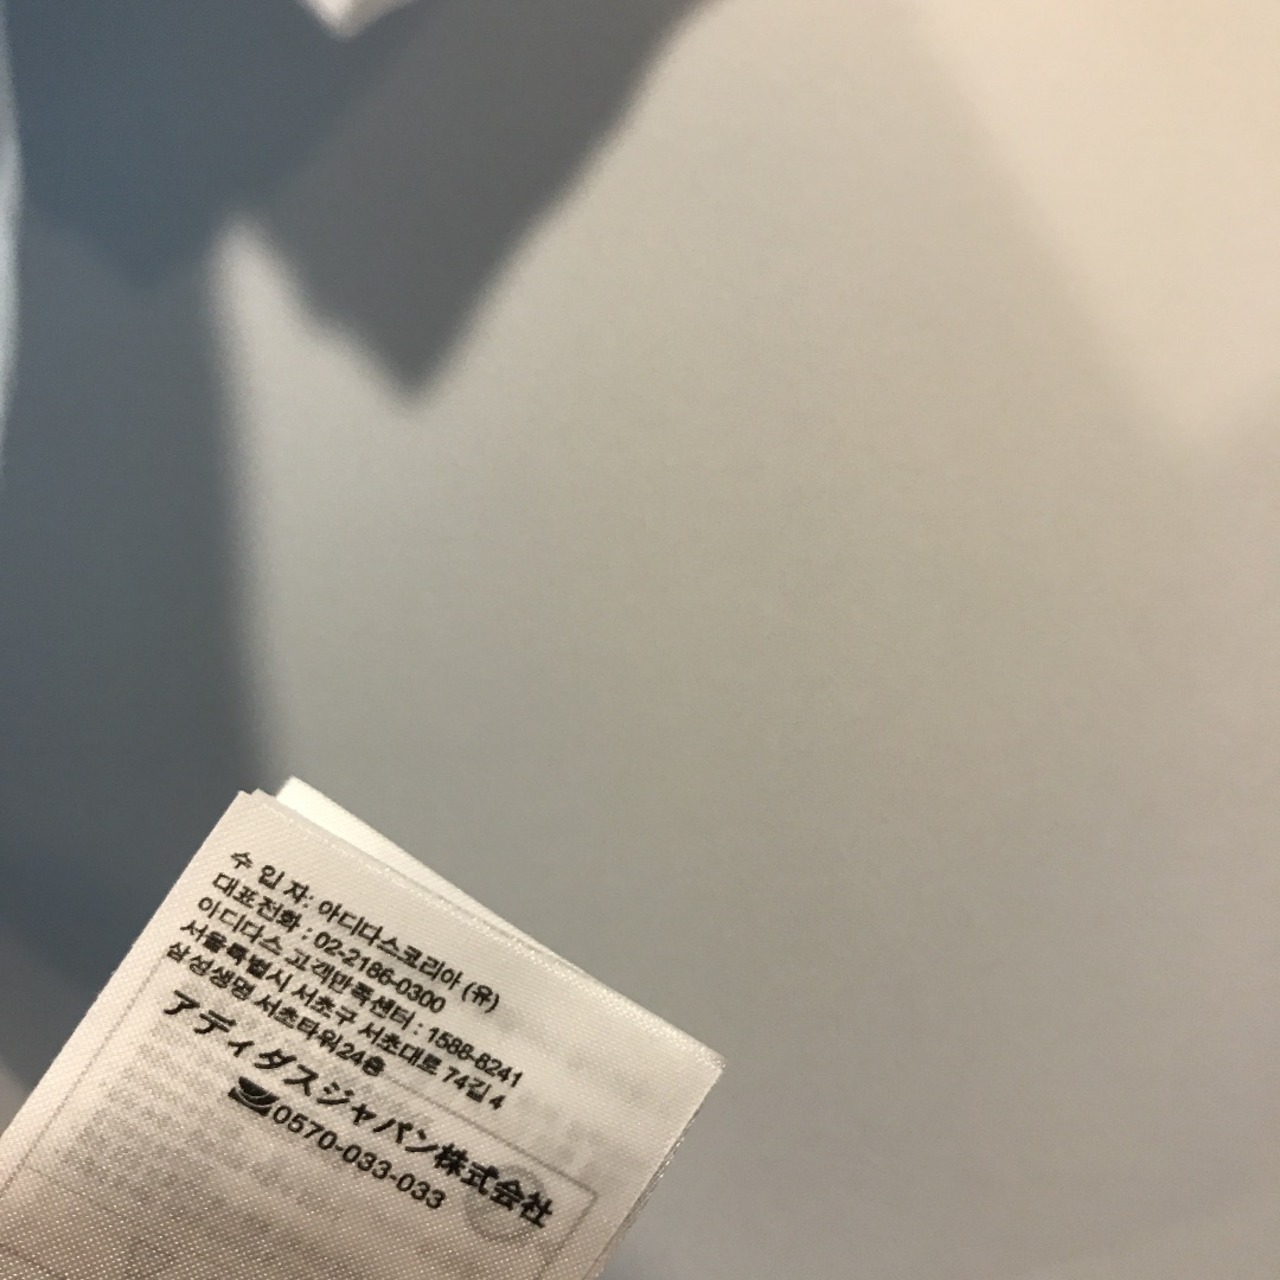 수 입 자: 아디다스코리아 (유)
대표전화 : 02-2186-0300
아디다스 고객만족센터 : 1588-8241
서울특별시 서초구 서초대로 74길 4
삼성생명 서초타워24층
アディダスジャパン株式会社
0570-033-033